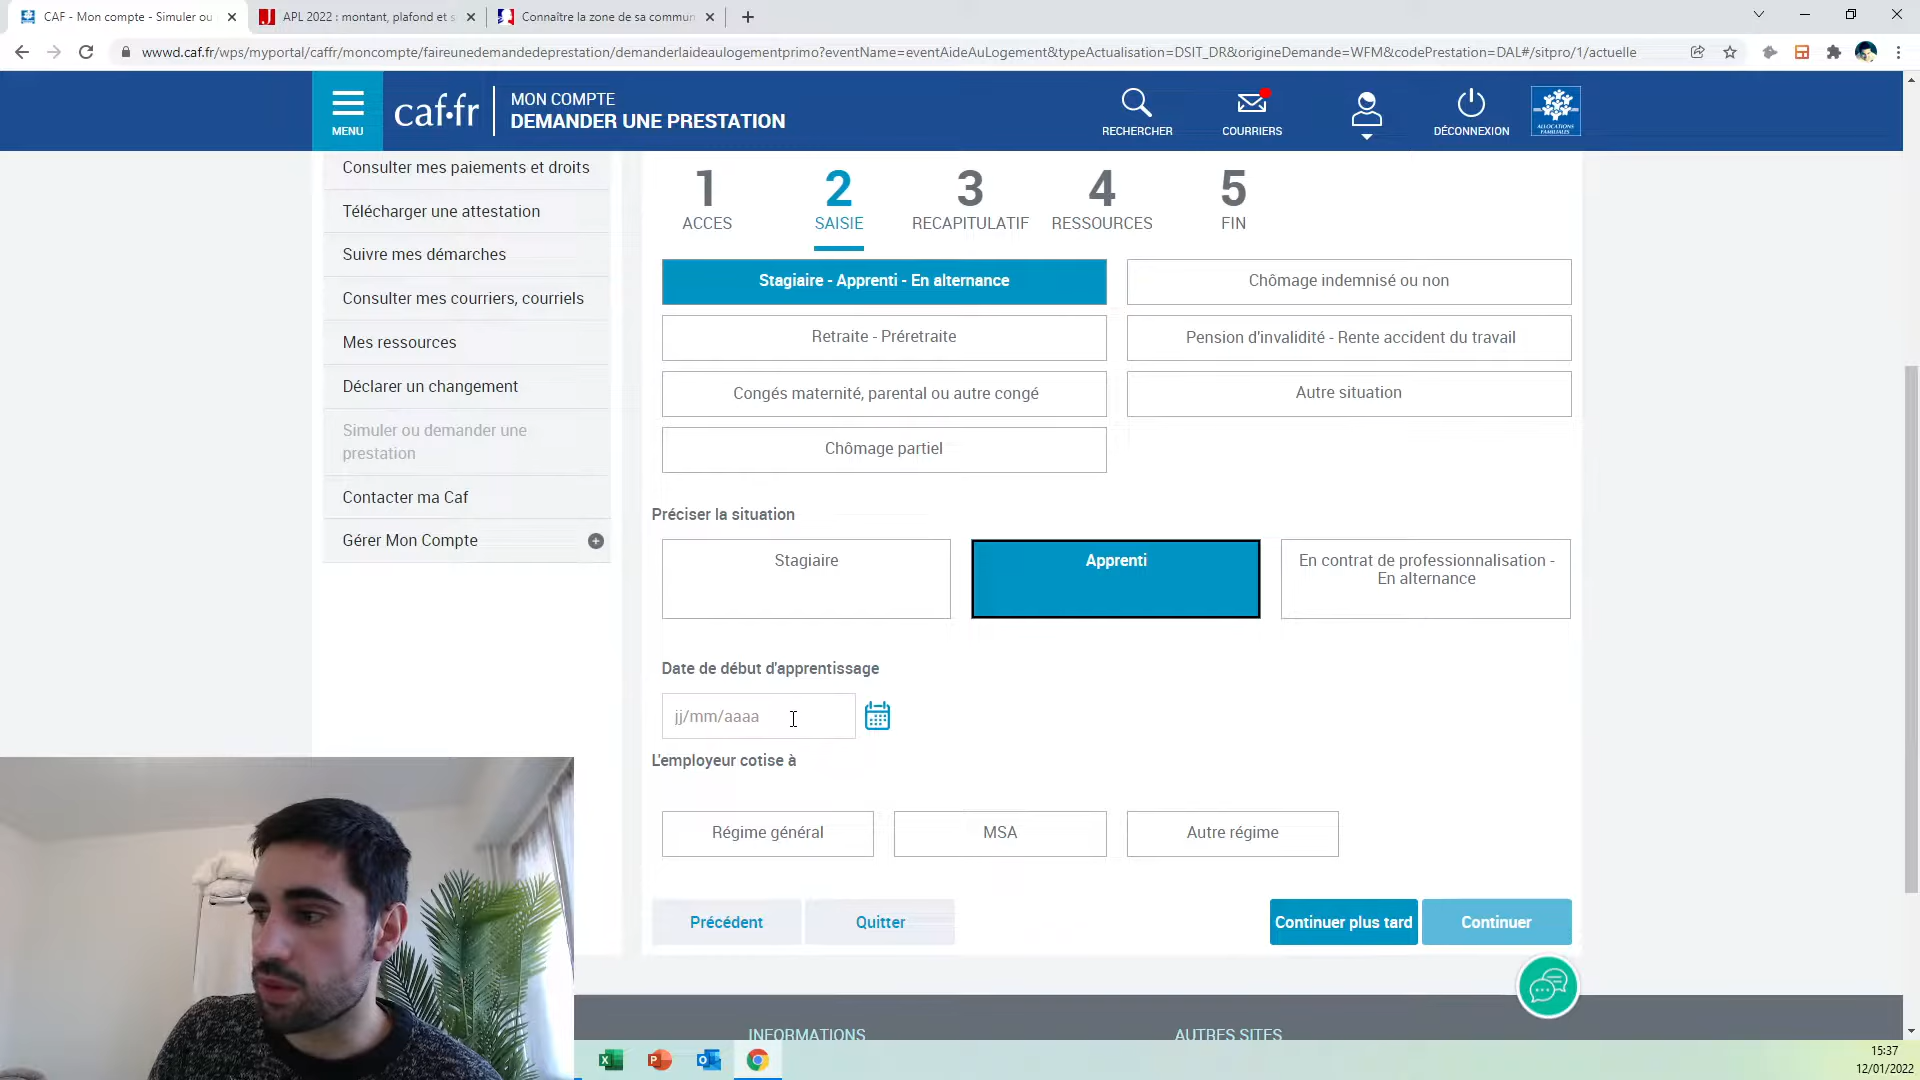 CAF - Mon compte - Simuler ou
APL 2022 : montant, plafond et s
Connaître la zone de sa commun
wwwd.caf.fr/wps/myportal/caffr/moncompte/faireunedemandedeprestation/demanderlaideaulogementprimo?eventName=eventAideAuLogement&typeActualisation=DSIT_DR&origineDemande=WFM&codePrestation=DAL#/sitpro/1/actuelle
MENU
caf.fr
MON COMPTE
DEMANDER UNE PRESTATION
RECHERCHER
COURRIERS
DÉCONNEXION
ALLOCATIONS
FAMILIALES
Consulter mes paiements et droits
Télécharger une attestation
Suivre mes démarches
Consulter mes courriers, courriels
Mes ressources
Déclarer un changement
Simuler ou demander une
prestation
Contacter ma Caf
Gérer Mon Compte
1
ACCES
2
SAISIE
3
RECAPITULATIF
4
RESSOURCES
5
FIN
Stagiaire - Apprenti - En alternance
Chômage indemnisé ou non
Retraite - Préretraite
Pension d'invalidité - Rente accident du travail
Congés maternité, parental ou autre congé
Autre situation
Chômage partiel
Préciser la situation
Stagiaire
Apprenti
En contrat de professionnalisation -
En alternance
Date de début d'apprentissage
jj/mm/aaaa
L'employeur cotise à
Régime général
MSA
Autre régime
Précédent
Quitter
Continuer plus tard
Continuer
INFORMATIONS
AUTRES SITES
15:37
12/01/2022